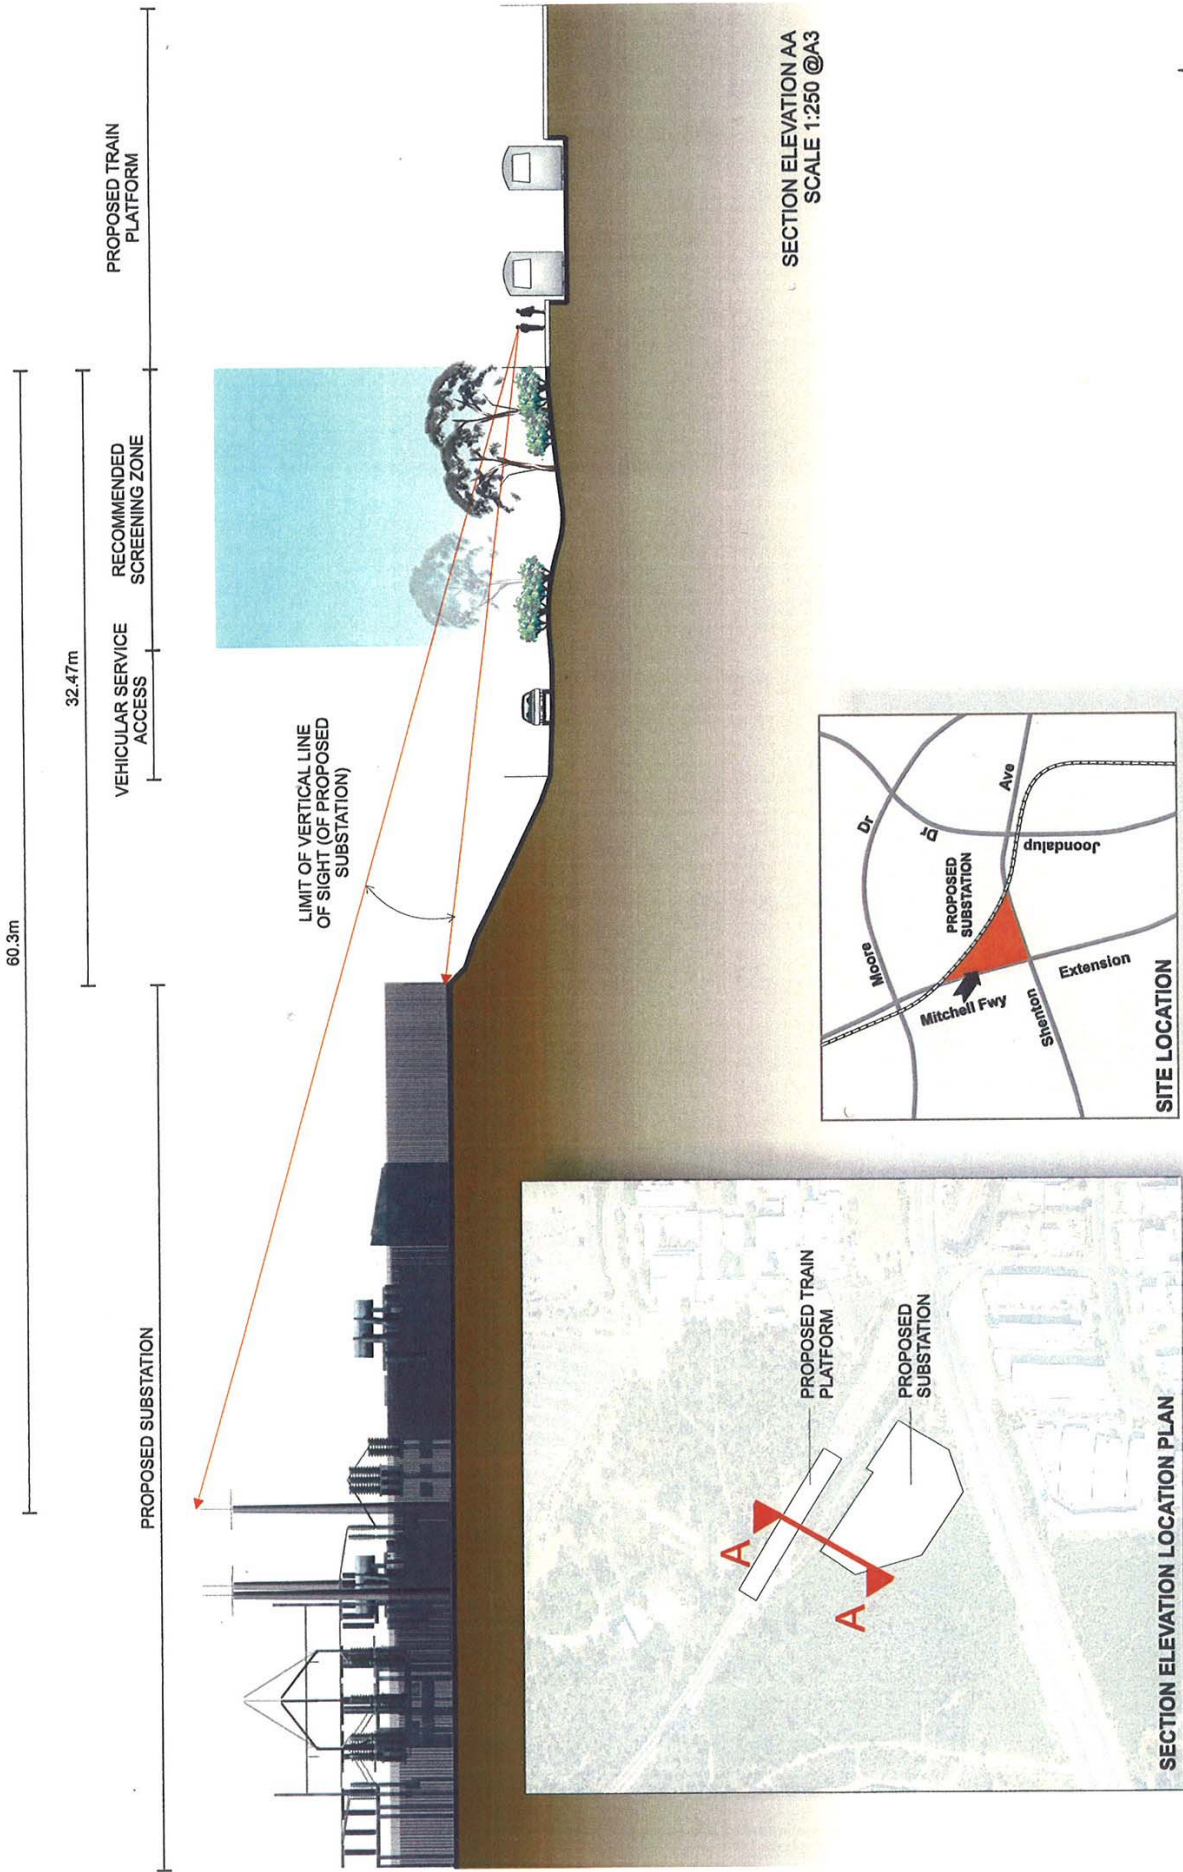 60.3m
32.47m
PROPOSED SUBSTATION
VEHICULAR SERVICE
ACCESS
RECOMMENDED
SCREENING ZONE
PROPOSED TRAIN
PLATFORM
LIMIT OF VERTICAL LINE
OF SIGHT (OF PROPOSED
SUBSTATION)
SECTION ELEVATION AA
SCALE 1:250 @A3
A
A
PROPOSED TRAIN
PLATFORM
PROPOSED
SUBSTATION
SECTION ELEVATION LOCATION PLAN
Moore
Dr
Dr
Joondalup
Ave
PROPOSED
SUBSTATION
Mitchell Fwy
Extension
Shenton
SITE LOCATION